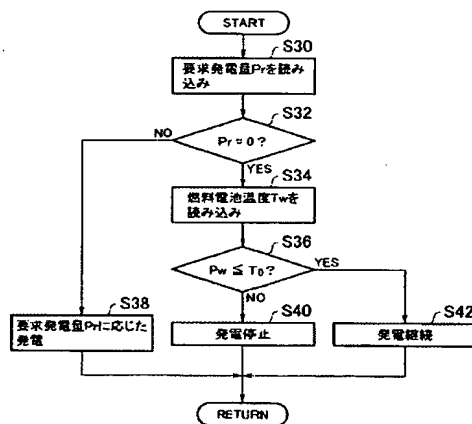 START
S30
要求発電量Prを読み
込み
S32
Pr = 0 ?
NO
YES
S34
燃料電池温度Twを
読み込み
S36
Pw ≦ T0 ?
YES
NO
S38
要求発電量Prに応じた
発電
S40
発電停止
S42
発電継続
RETURN